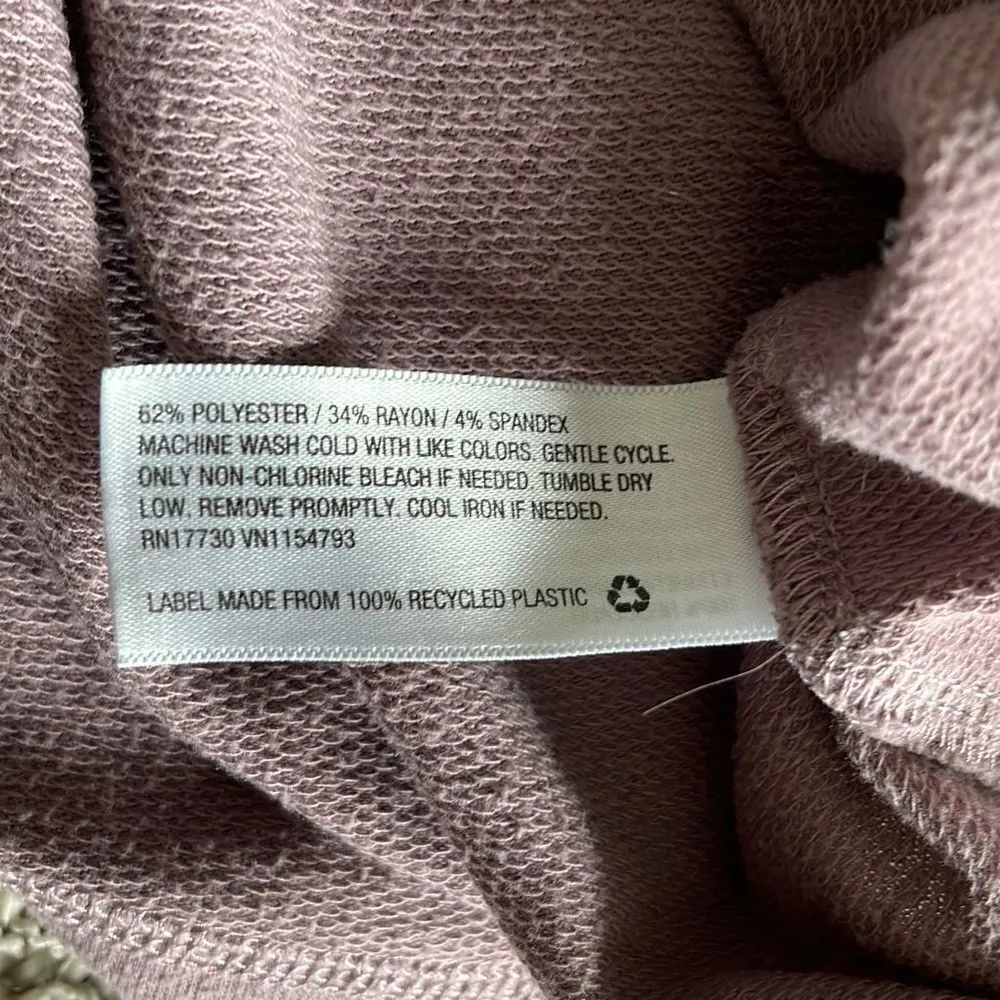 62% POLYESTER / 34% RAYON / 4% SPANDEX
MACHINE WASH COLD WITH LIKE COLORS. GENTLE CYCLE.
ONLY NON-CHLORINE BLEACH IF NEEDED. TUMBLE DRY
LOW. REMOVE PROMPTLY. COOL IRON IF NEEDED.
RN17730 VN1154793
LABEL MADE FROM 100% RECYCLED PLASTIC